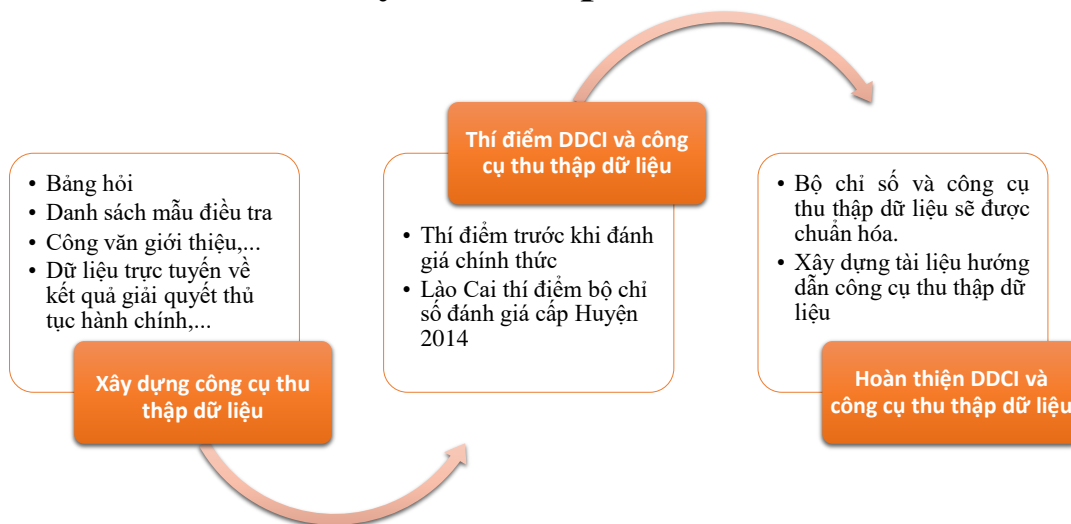 • Bảng hỏi
• Danh sách mẫu điều tra
• Công văn giới thiệu,...
• Dữ liệu trực tuyến về
kết quả giải quyết thủ
tục hành chính,...
Xây dựng công cụ thu
thập dữ liệu
Thí điểm DDCI và công
cụ thu thập dữ liệu
• Thí điểm trước khi đánh
giá chính thức
• Lào Cai thí điểm bộ chỉ
số đánh giá cấp Huyện
2014
• Bộ chỉ số và công cụ
thu thập dữ liệu sẽ được
chuẩn hóa.
• Xây dựng tài liệu hướng
dẫn công cụ thu thập dữ
liệu
Hoàn thiện DDCI và
công cụ thu thập dữ liệu